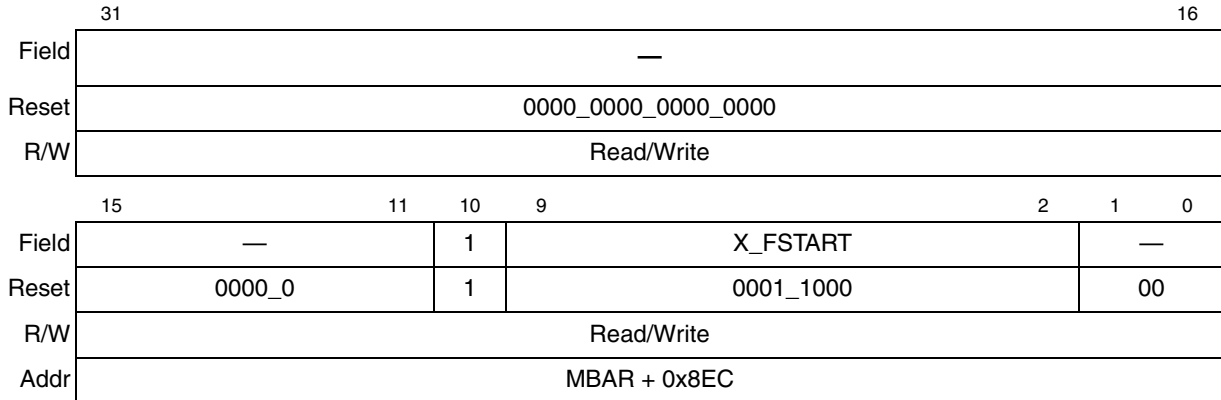 31 16
Field —
Reset 0000_0000_0000_0000
R/W Read/Write
15 11 10 9 2 1 0
Field — 1 X_FSTART —
Reset 0000_0 1 0001_1000 00
R/W Read/Write
Addr MBAR + 0x8EC